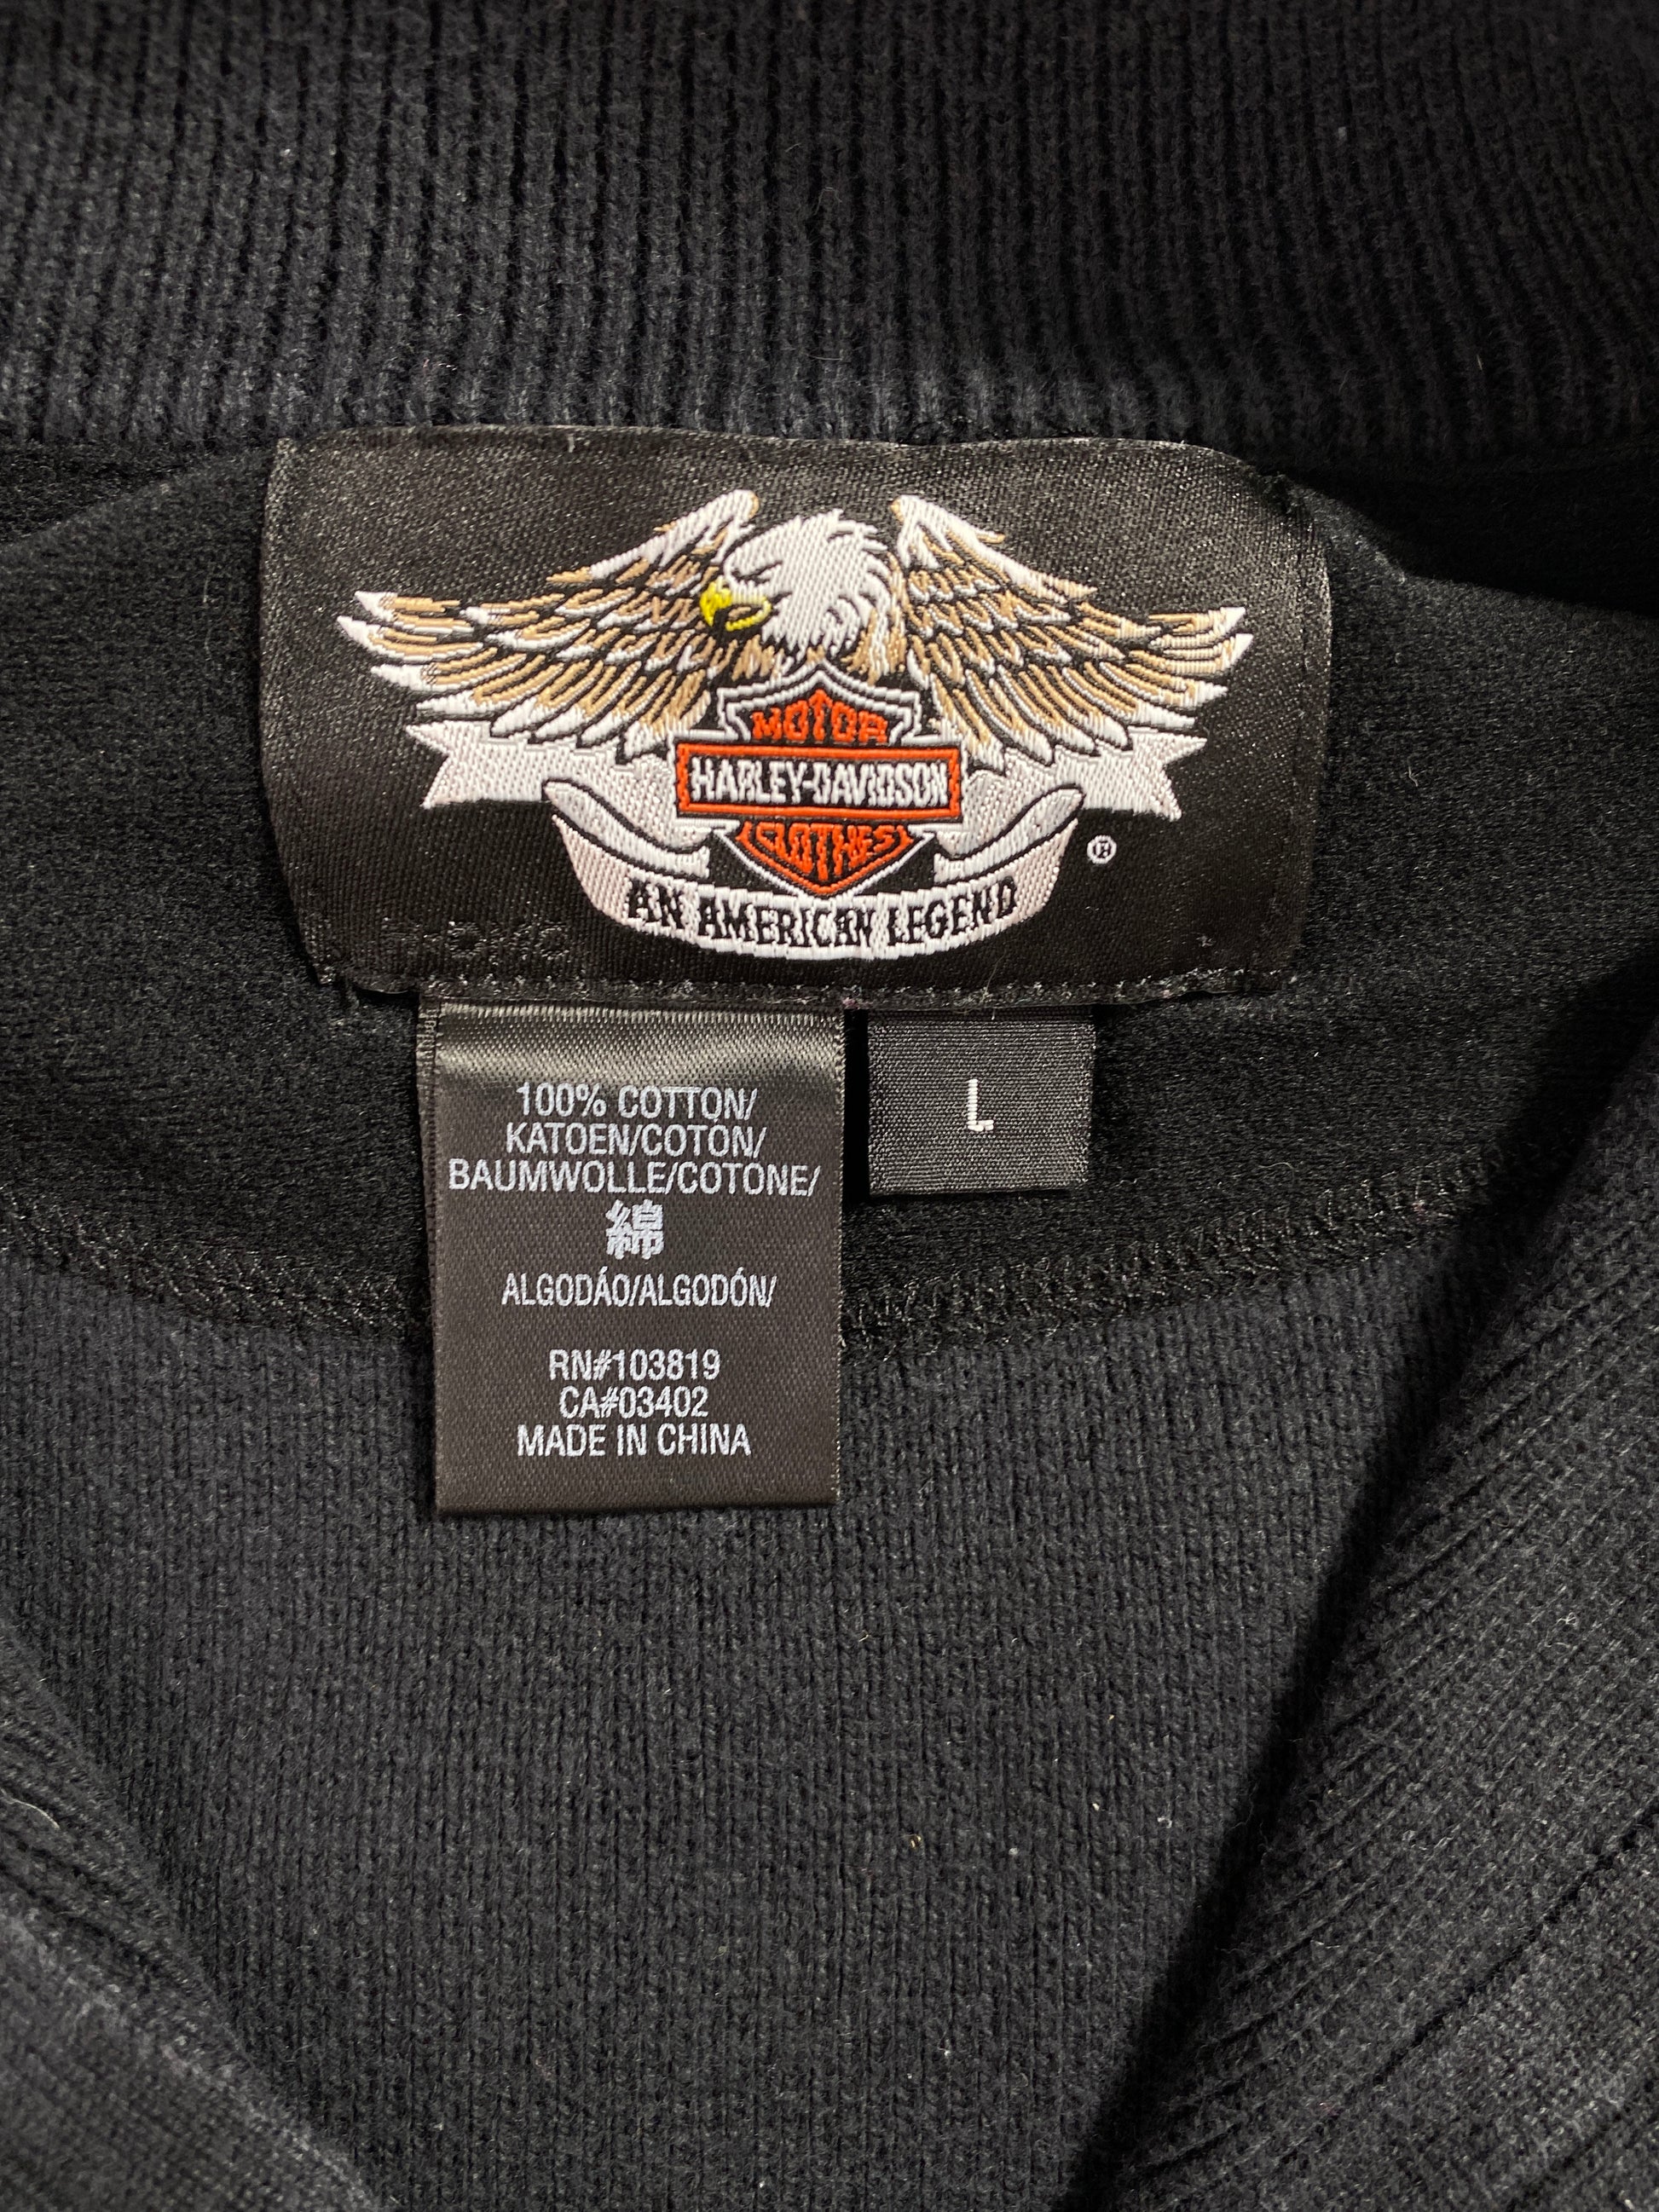 MOTOR
HARLEY-DAVIDSON
CLOTHES
®
AN AMERICAN LEGEND
100% COTTON/
KATOEN/COTON/
BAUMWOLLE/COTONE/
綿
ALGODÁO/ALGODÓN/
RN#103819
CA#03402
MADE IN CHINA
L